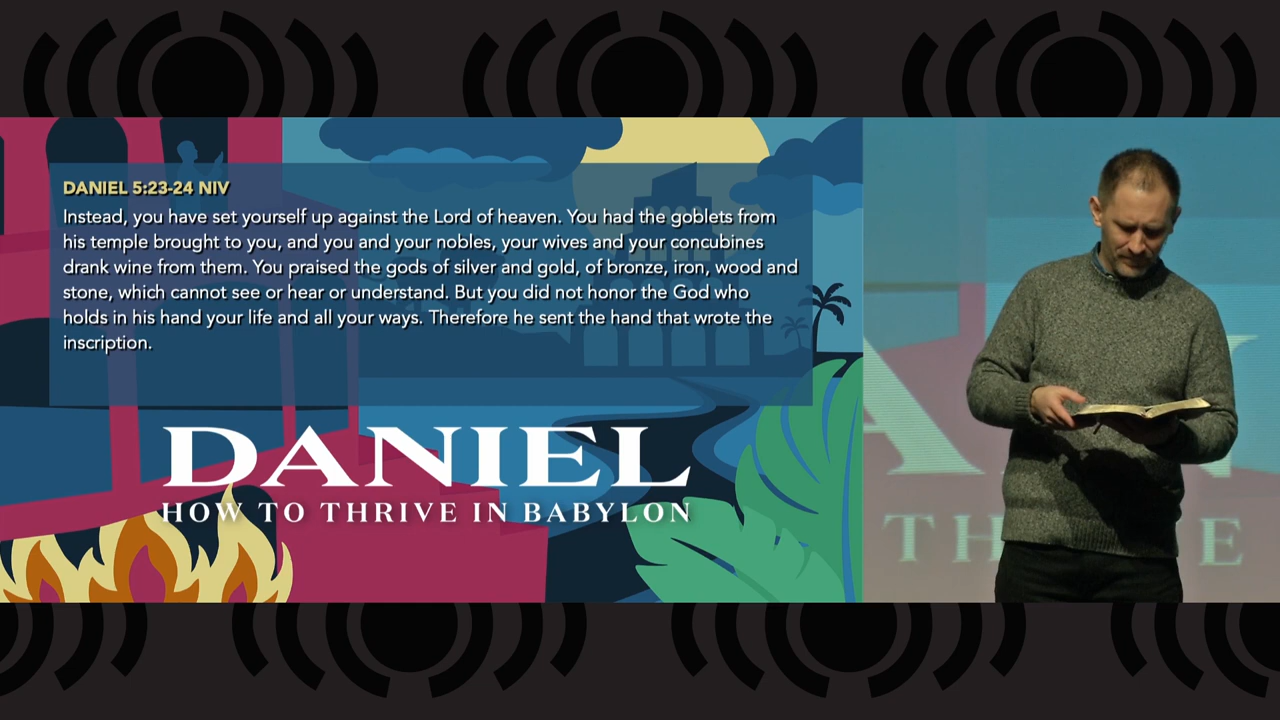 DANIEL 5:23-24 NIV
Instead, you have set yourself up against the Lord of heaven. You had the goblets from
his temple brought to you, and you and your nobles, your wives and your concubines
drank wine from them. You praised the gods of silver and gold, of bronze, iron, wood and
stone, which cannot see or hear or understand. But you did not honor the God who
holds in his hand your life and all your ways. Therefore he sent the hand that wrote the
inscription.
DANIEL
HOW TO THRIVE IN BABYLON